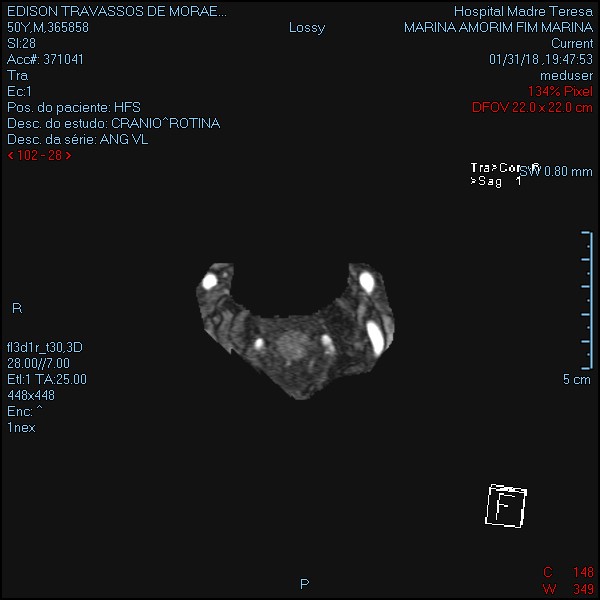 EDISON TRAVASSOS DE MORAE...
50Y,M,365858
Sl:28
Acc#: 371041
Tra
Ec:1
Pos. do paciente: HFS
Desc. do estudo: CRANIO^ROTINA
Desc. da série: ANG VL
< 102 - 28 >
Lossy
Hospital Madre Teresa
MARINA AMORIM FIM MARINA
Current
01/31/18 ,19:47:53
meduser
134% Pixel
DFOV 22.0 x 22.0 cm
Tra>Cor
SW 0.80 mm
>Sag 1
R
fl3d1r_t30,3D
28.00//7.00
Etl:1 TA:25.00
448x448
Enc: ^
1nex
5 cm
F
P
C 148
W 349